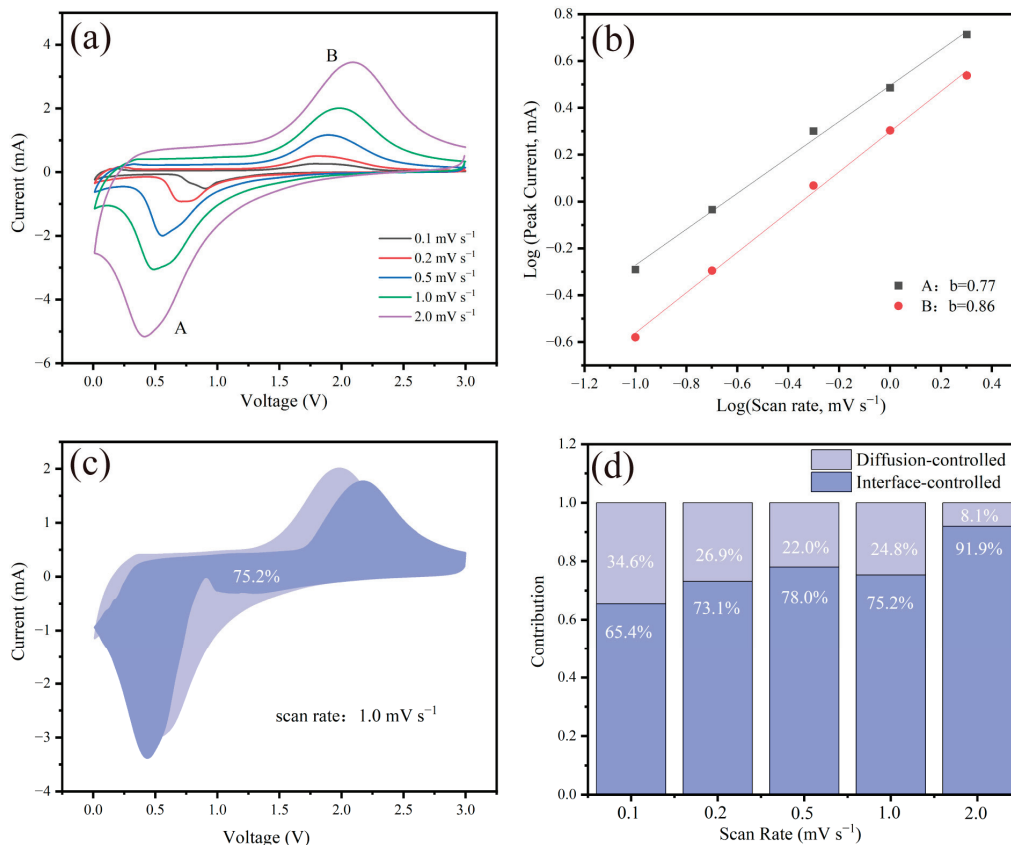 (a)
A
B
0.1 mV s⁻¹
0.2 mV s⁻¹
0.5 mV s⁻¹
1.0 mV s⁻¹
2.0 mV s⁻¹
4
2
0
−2
−4
−6
Current (mA)
0.0 0.5 1.0 1.5 2.0 2.5 3.0
Voltage (V)
(b)
0.8
0.6
0.4
0.2
0.0
−0.2
−0.4
−0.6
Log (Peak Current, mA)
A： b=0.77
B： b=0.86
−1.2 −1.0 −0.8 −0.6 −0.4 −0.2 0.0 0.2 0.4
Log(Scan rate, mV s⁻¹)
(c)
2
1
0
−1
−2
−3
−4
Current (mA)
75.2%
scan rate： 1.0 mV s⁻¹
0.0 0.5 1.0 1.5 2.0 2.5 3.0
Voltage (V)
(d)
1.2
1.0
0.8
0.6
0.4
0.2
0.0
Contribution
Diffusion-controlled
Interface-controlled
34.6% 26.9% 22.0% 24.8% 8.1%
65.4% 73.1% 78.0% 75.2% 91.9%
0.1 0.2 0.5 1.0 2.0
Scan Rate (mV s⁻¹)